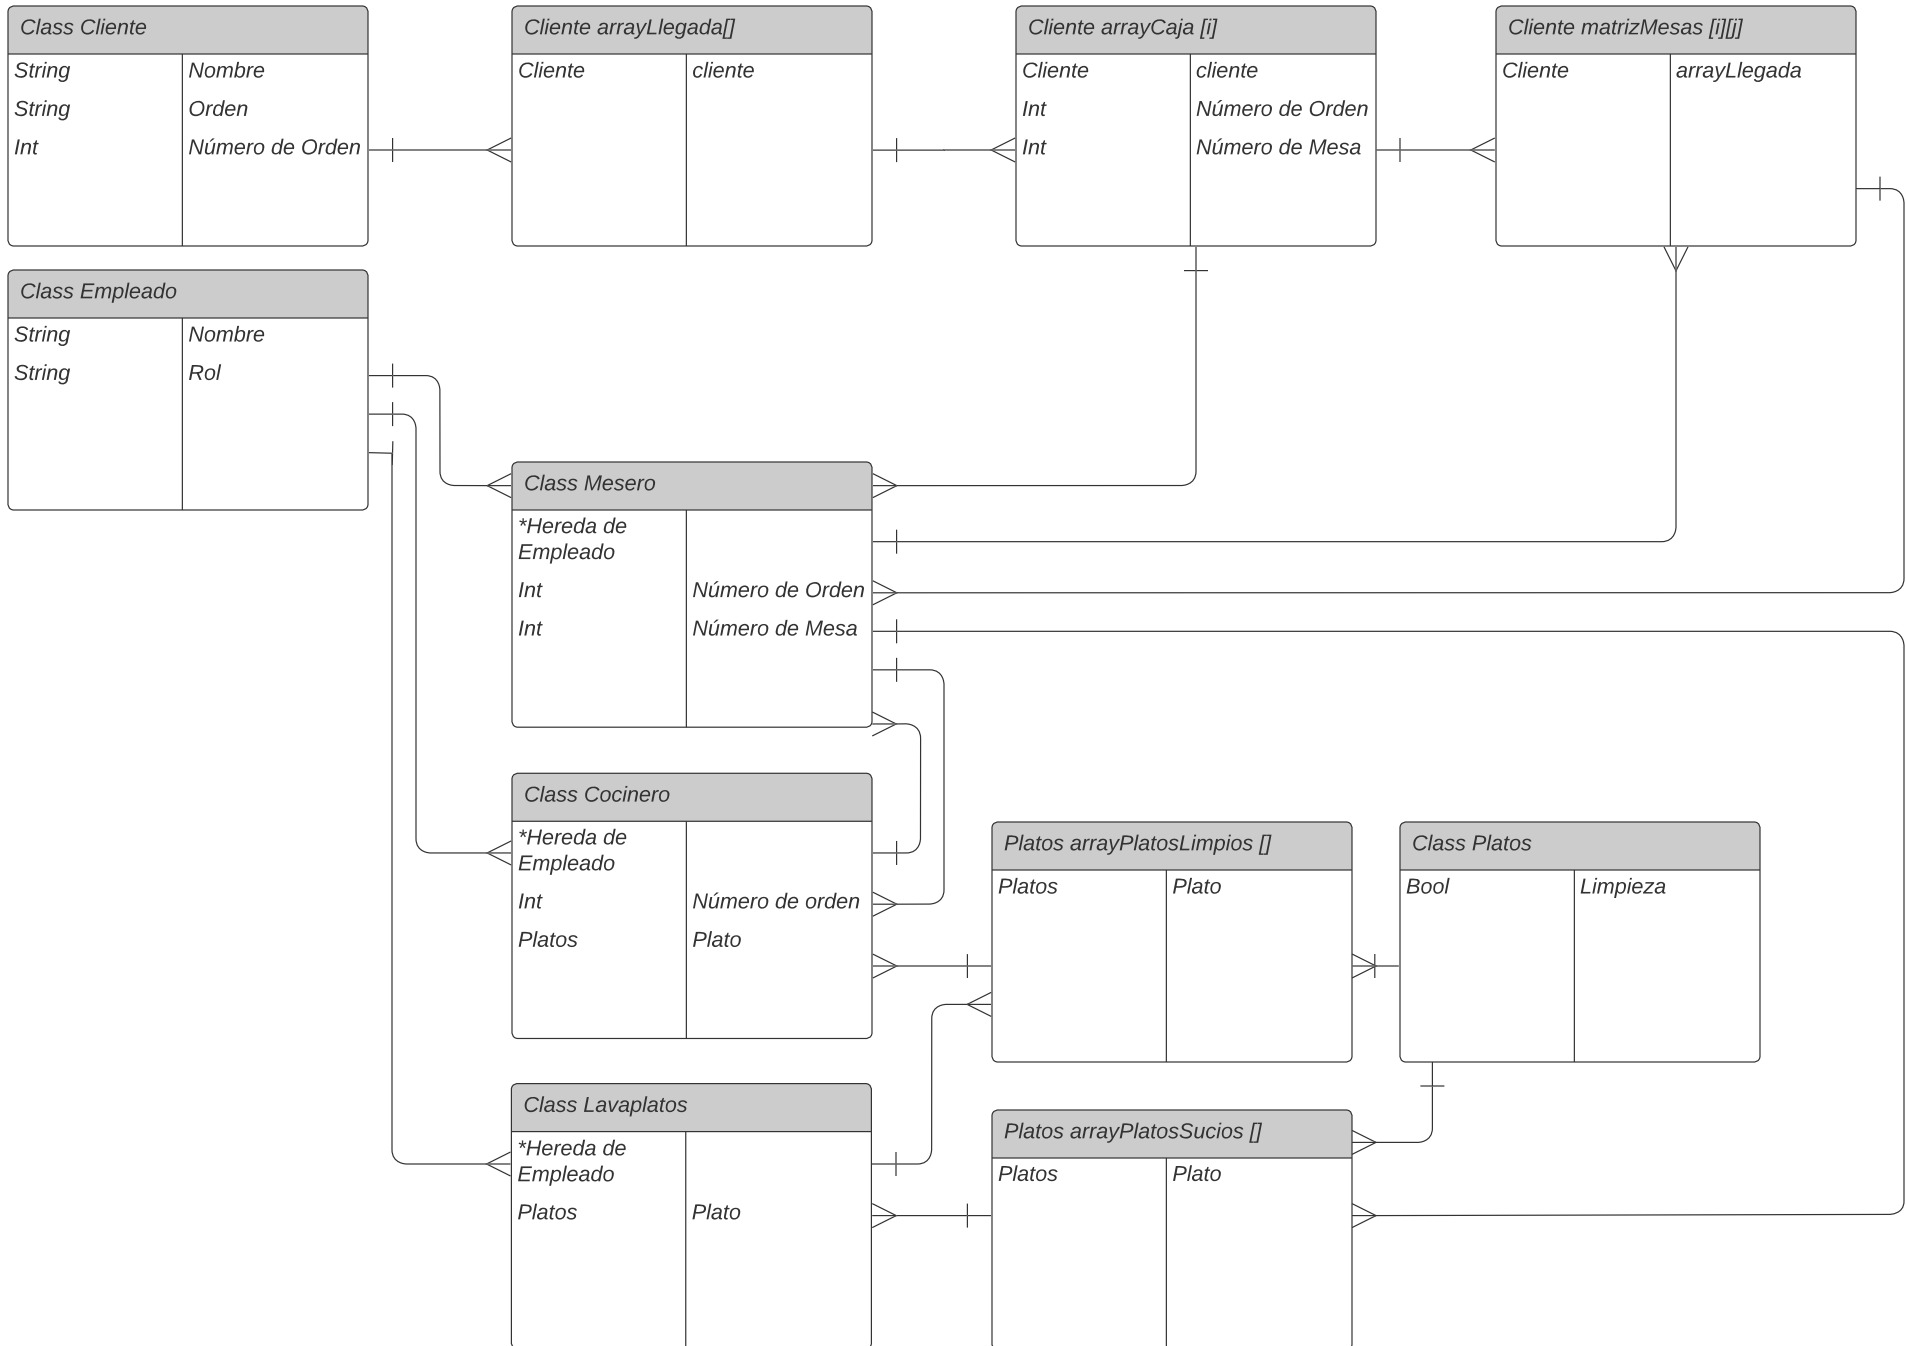 Class Cliente
String Nombre
String Orden
Int Número de Orden
Cliente arrayLlegada[]
Cliente cliente
Cliente arrayCaja [i]
Cliente cliente
Int Número de Orden
Int Número de Mesa
Cliente matrizMesas [i][j]
Cliente arrayLlegada
Class Empleado
String Nombre
String Rol
Class Mesero
*Hereda de
Empleado
Int Número de Orden
Int Número de Mesa
Class Cocinero
*Hereda de
Empleado
Int Número de orden
Platos Plato
Platos arrayPlatosLimpios []
Platos Plato
Class Platos
Bool Limpieza
Class Lavaplatos
*Hereda de
Empleado
Platos Plato
Platos arrayPlatosSucios []
Platos Plato